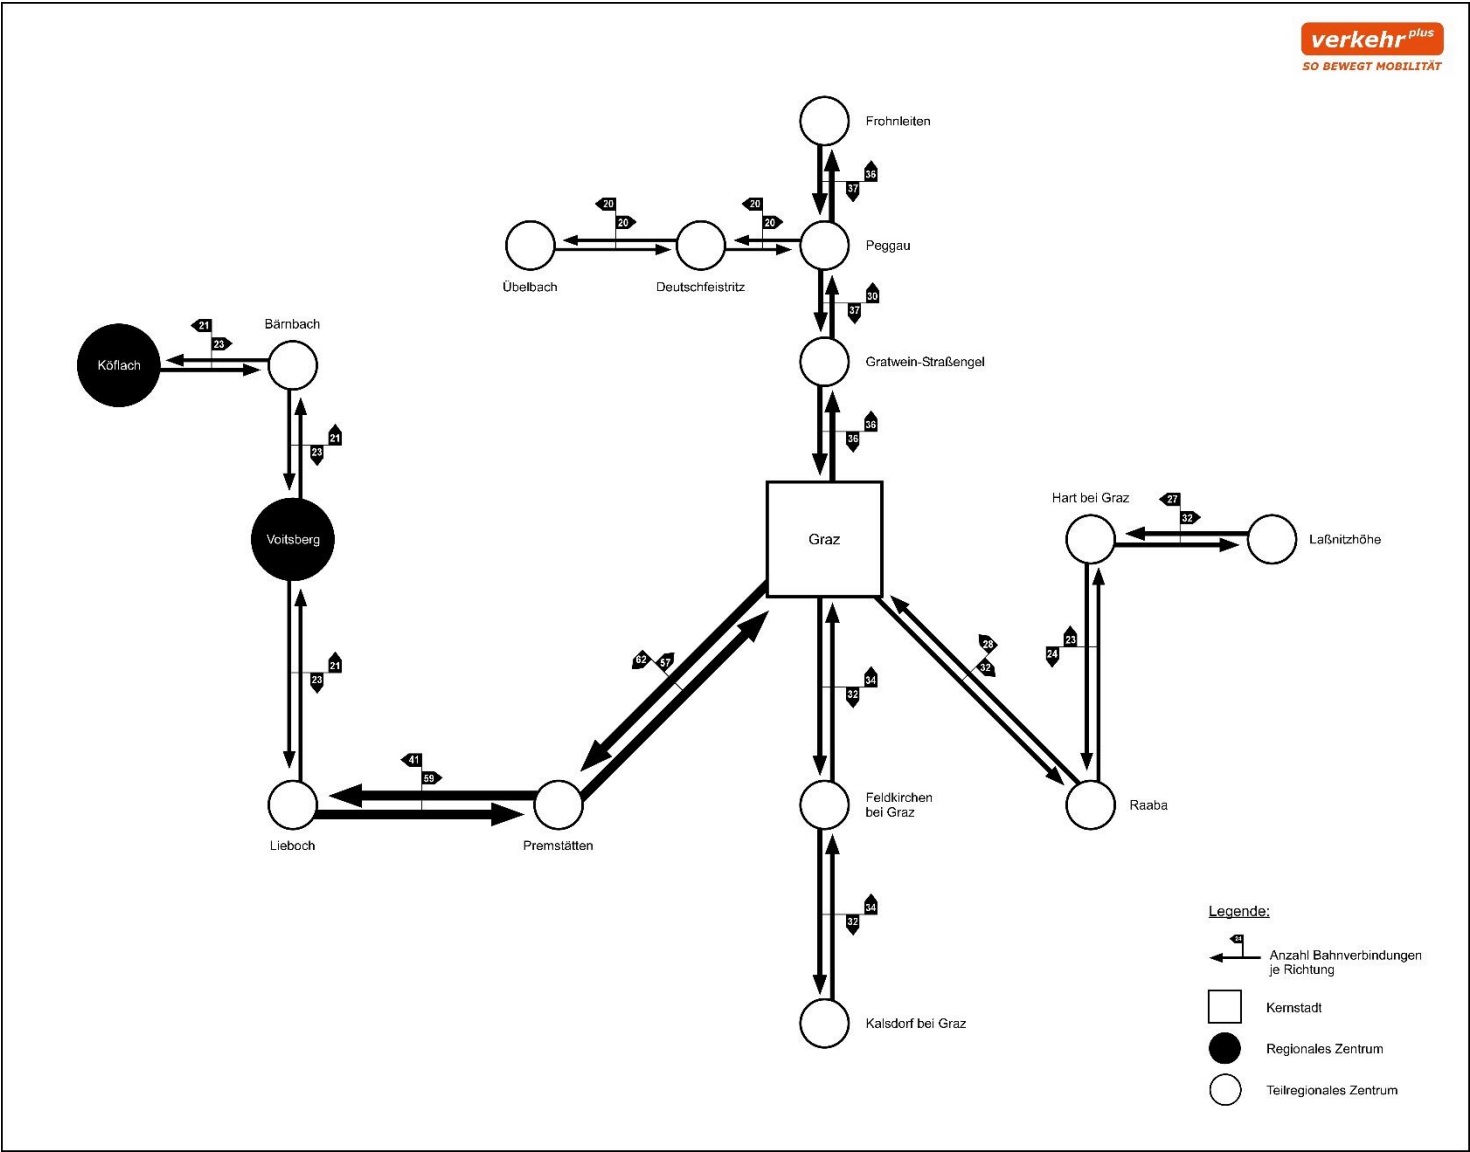 verkehr plus
SO BEWEGT MOBILITÄT
Frohnleiten
36
37
20
20
20
20
Peggau
Übelbach
Deutschfeistritz
30
37
21
Bärnbach
23
Köflach
Gratwein-Straßengel
36
36
21
23
Hart bei Graz
27
32
Voitsberg
Graz
Laßnitzhöhe
62
57
28
32
23
24
21
23
34
32
41
59
Feldkirchen
bei Graz
Raaba
Lieboch
Premstätten
34
32
Legende:
Anzahl Bahnverbindungen
je Richtung
Kernstadt
Kalsdorf bei Graz
Regionales Zentrum
Teilregionales Zentrum